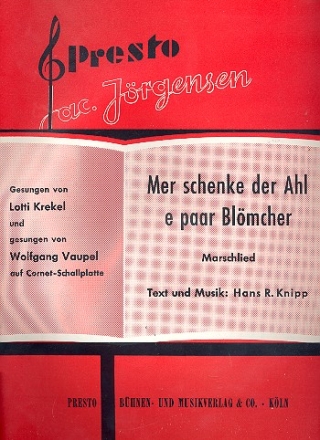 Presto
Jac. Jörgensen
Gesungen von
Lotti Krekel
und
gesungen von
Wolfgang Vaupel
auf Cornet-Schallplatte
Mer schenke der Ahl
e paar Blömcher
Marschlied
Text und Musik: Hans R. Knipp
PRESTO BÜHNEN- UND MUSIKVERLAG & CO. - KÖLN